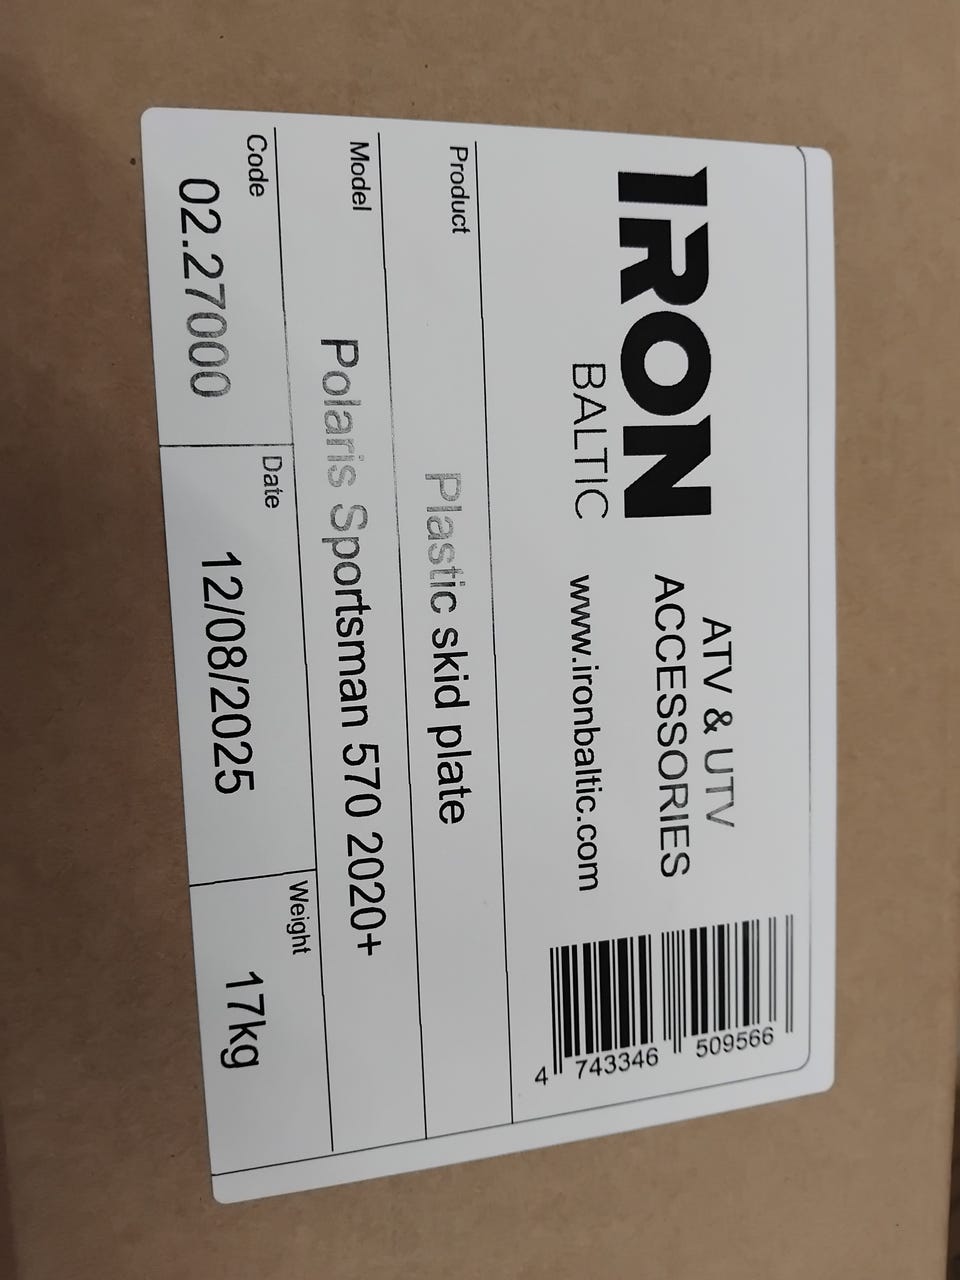 IRON
BALTIC
ATV & UTV
ACCESSORIES
www.ironbaltic.com
4 743346 509566
Product
Plastic skid plate
Model
Polaris Sportsman 570 2020+
Code
02.27000
Date
12/08/2025
Weight
17kg